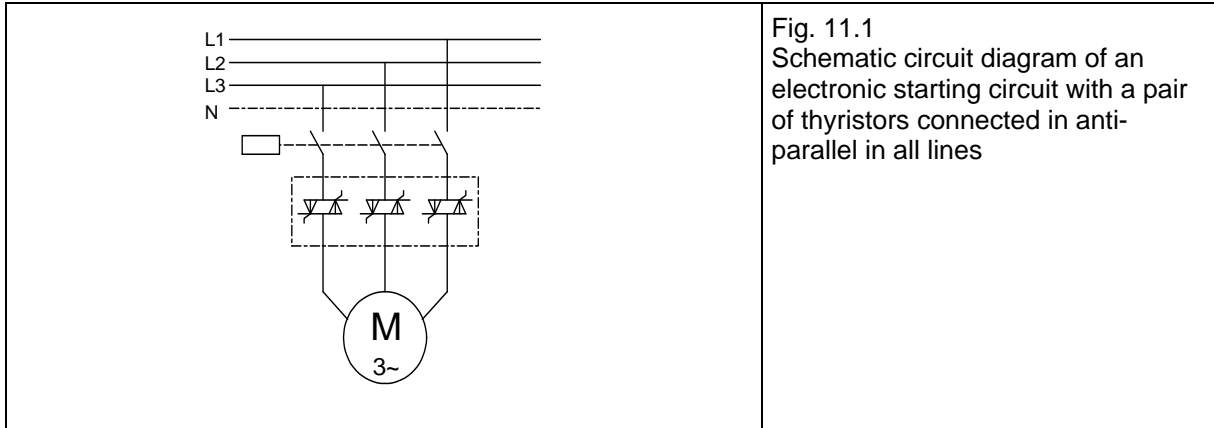 L1
L2
L3
N
M
3~
Fig. 11.1
Schematic circuit diagram of an
electronic starting circuit with a pair
of thyristors connected in anti-
parallel in all lines